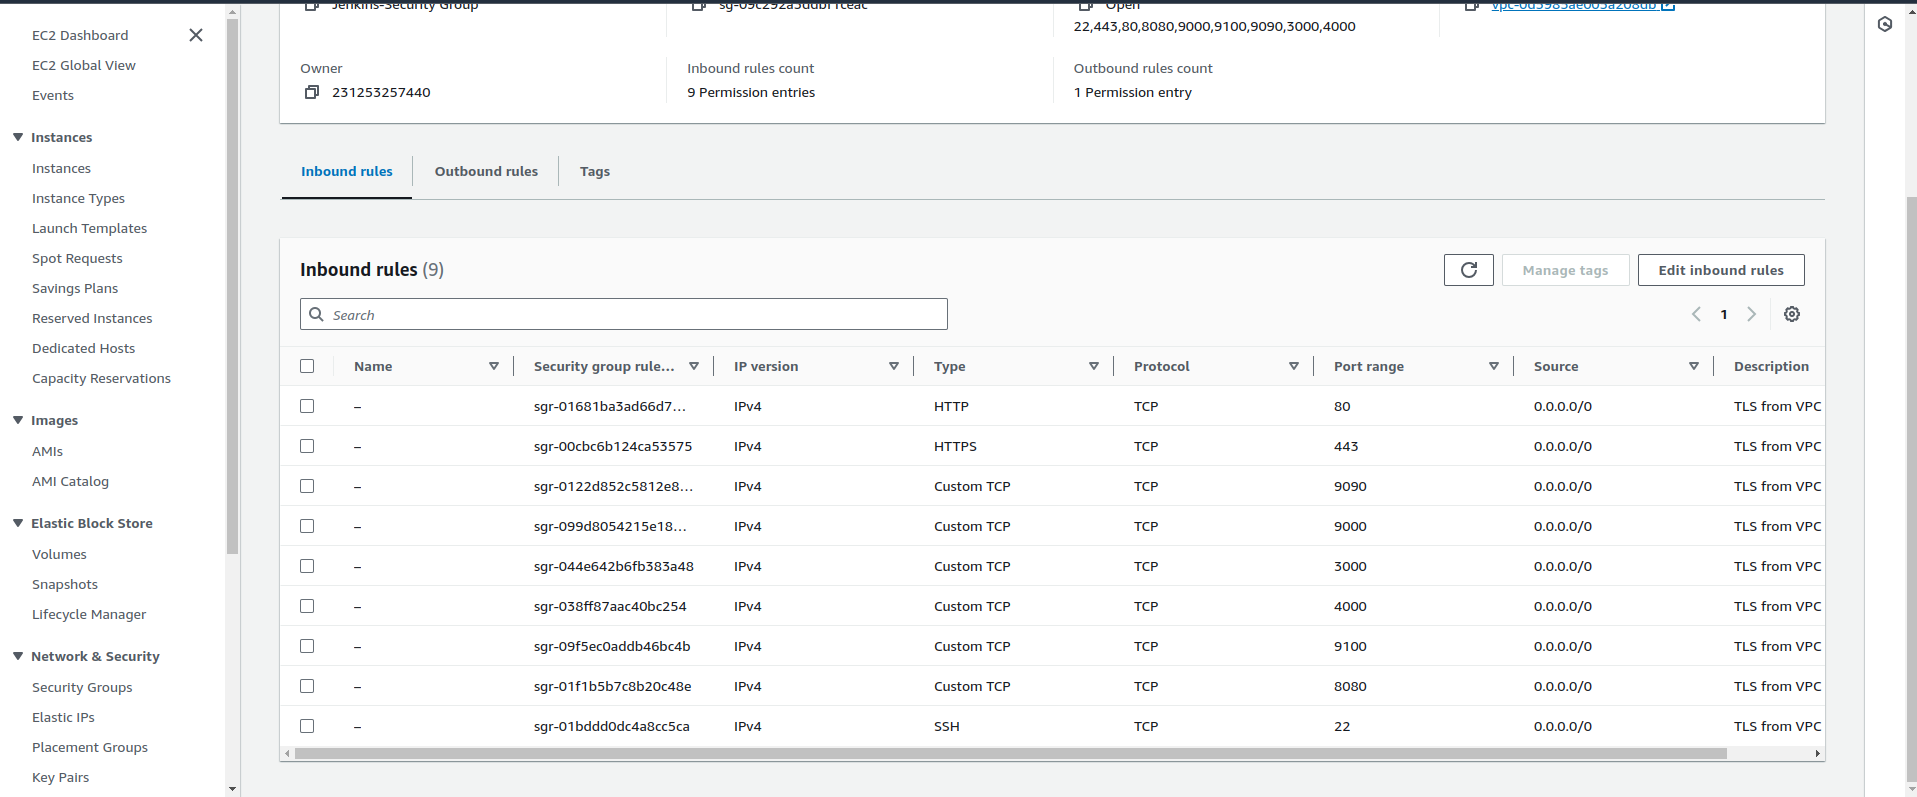 EC2 Dashboard
EC2 Global View
Events
Instances
Instances
Instance Types
Launch Templates
Spot Requests
Savings Plans
Reserved Instances
Dedicated Hosts
Capacity Reservations
Images
AMIs
AMI Catalog
Elastic Block Store
Volumes
Snapshots
Lifecycle Manager
Network & Security
Security Groups
Elastic IPs
Placement Groups
Key Pairs
Jenkins-Security Group
Open
22,443,80,8080,9000,9100,9090,3000,4000
Owner
231253257440
Inbound rules count
9 Permission entries
Outbound rules count
1 Permission entry
Inbound rules Outbound rules Tags
Inbound rules (9) Manage tags Edit inbound rules
Search 1
Name Security group rule... IP version Type Protocol Port range Source Description
– sgr-01681ba3ad66d7... IPv4 HTTP TCP 80 0.0.0.0/0 TLS from VPC
– sgr-00cbc6b124ca53575 IPv4 HTTPS TCP 443 0.0.0.0/0 TLS from VPC
– sgr-0122d852c5812e8... IPv4 Custom TCP TCP 9090 0.0.0.0/0 TLS from VPC
– sgr-099d8054215e18... IPv4 Custom TCP TCP 9000 0.0.0.0/0 TLS from VPC
– sgr-044e642b6fb383a48 IPv4 Custom TCP TCP 3000 0.0.0.0/0 TLS from VPC
– sgr-038ff87aac40bc254 IPv4 Custom TCP TCP 4000 0.0.0.0/0 TLS from VPC
– sgr-09f5ec0addb46bc4b IPv4 Custom TCP TCP 9100 0.0.0.0/0 TLS from VPC
– sgr-01f1b5b7c8b20c48e IPv4 Custom TCP TCP 8080 0.0.0.0/0 TLS from VPC
– sgr-01bddd0dc4a8cc5ca IPv4 SSH TCP 22 0.0.0.0/0 TLS from VPC